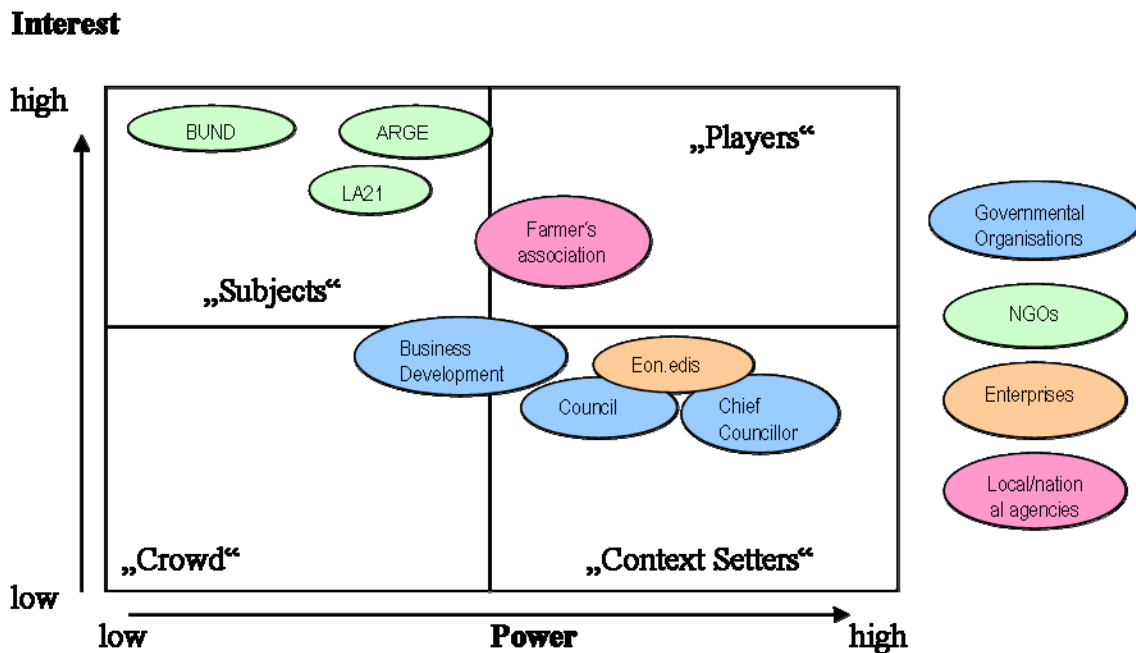 Interest
high
BUND
ARGE
„Players“
LA21
Governmental
Organisations
Farmer's
association
„Subjects“
NGOs
Business
Development
Eon.edis
Enterprises
Council
Chief
Councillor
Local/nation
al agencies
„Crowd“
„Context Setters“
low
low
Power
high